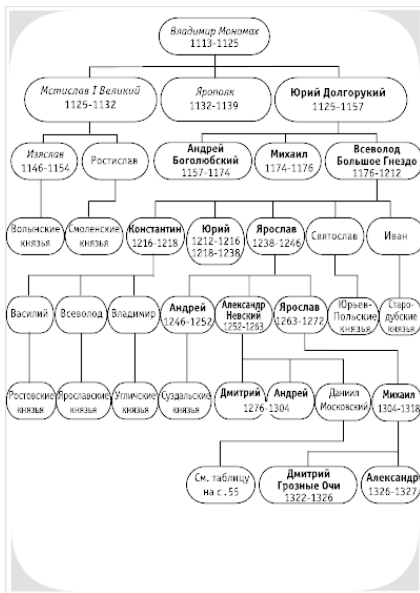 Владимир Мономах
1113-1125
Мстислав I Великий
1125-1132
Ярополк
1132-1139
Юрий Долгорукий
1125-1157
Изяслав
1146-1154
Ростислав
Андрей
Боголюбский
1157-1174
Михаил
1174-1176
Всеволод
Большое Гнездо
1176-1212
Волынские
князья
Смоленские
князья
Константин
1216-1218
Юрий
1212-1216
1218-1238
Ярослав
1238-1246
Святослав
Иван
Василий
Всеволод
Владимир
Андрей
1246-1252
Александр
Невский
1252-1263
Ярослав
1263-1272
Юрьев-
Польские
князья
Старо-
дубские
князья
Ростовские
князья
Ярославские
князья
Угличские
князья
Суздальские
князья
Дмитрий
Андрей
1276-1304
Даниил
Московский
Михаил
1304-1318
См. таблицу
на с.55
Дмитрий
Грозные Очи
1322-1326
Александр
1326-1327